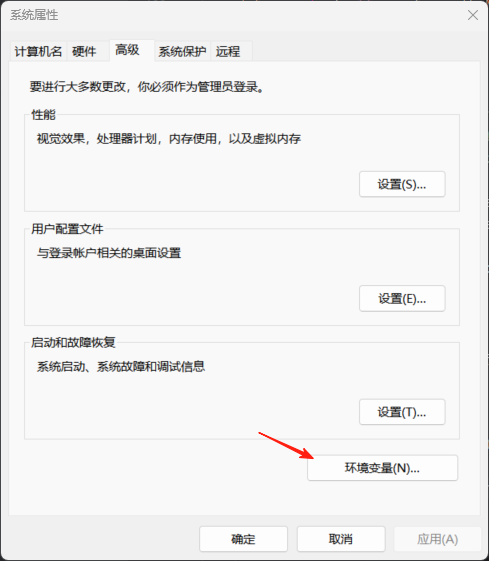 系统属性
计算机名 硬件 高级 系统保护 远程
要进行大多数更改，你必须作为管理员登录。
性能
视觉效果，处理器计划，内存使用，以及虚拟内存
设置(S)...
用户配置文件
与登录帐户相关的桌面设置
设置(E)...
启动和故障恢复
系统启动、系统故障和调试信息
设置(T)...
环境变量(N)...
确定 取消 应用(A)